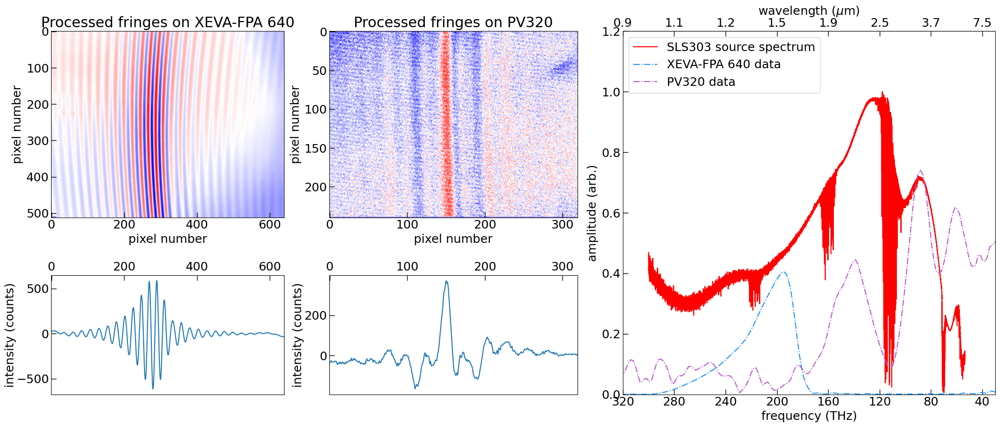 Processed fringes on XEVA-FPA 640
0
100
200
300
400
500
pixel number
0 200 400 600
pixel number
0 200 400 600
500
0
−500
intensity (counts)
Processed fringes on PV320
0
50
100
150
200
pixel number
0 100 200 300
pixel number
0 100 200 300
200
0
intensity (counts)
wavelength (μm)
0.9 1.1 1.2 1.5 1.9 2.5 3.7 7.5
SLS303 source spectrum
XEVA-FPA 640 data
PV320 data
1.2
1.0
0.8
0.6
0.4
0.2
0.0
amplitude (arb.)
320 280 240 200 160 120 80 40
frequency (THz)